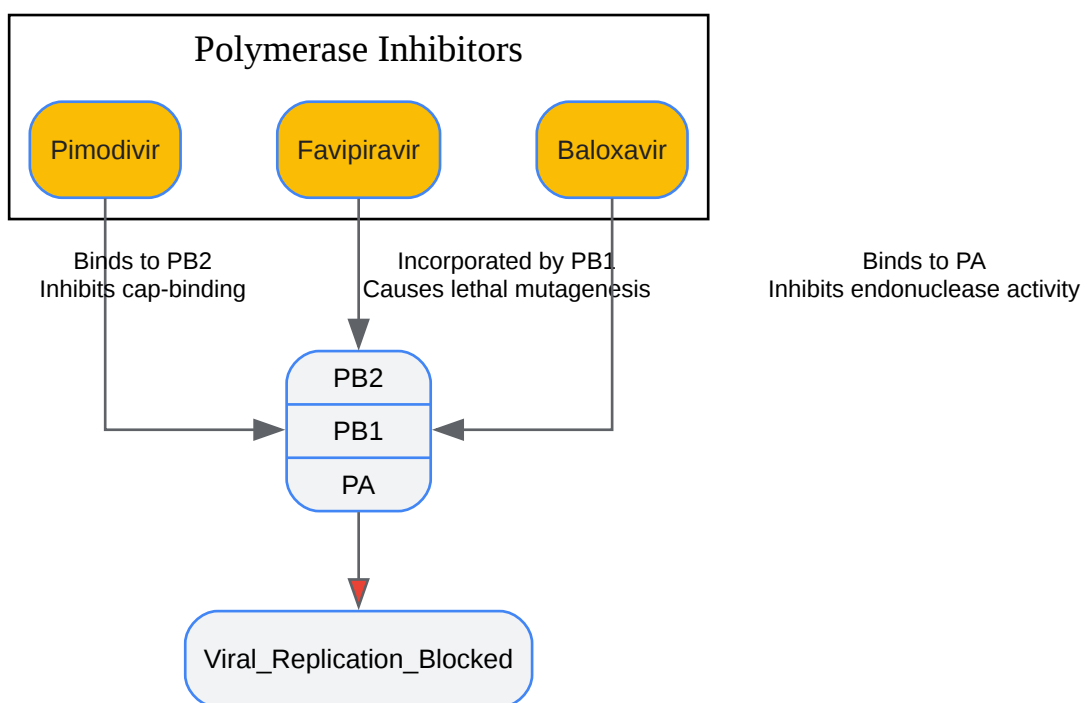 Polymerase Inhibitors
Pimodivir
Favipiravir
Baloxavir
Binds to PB2
Inhibits cap-binding
Incorporated by PB1
Causes lethal mutagenesis
Binds to PA
Inhibits endonuclease activity
PB2
PB1
PA
Viral_Replication_Blocked